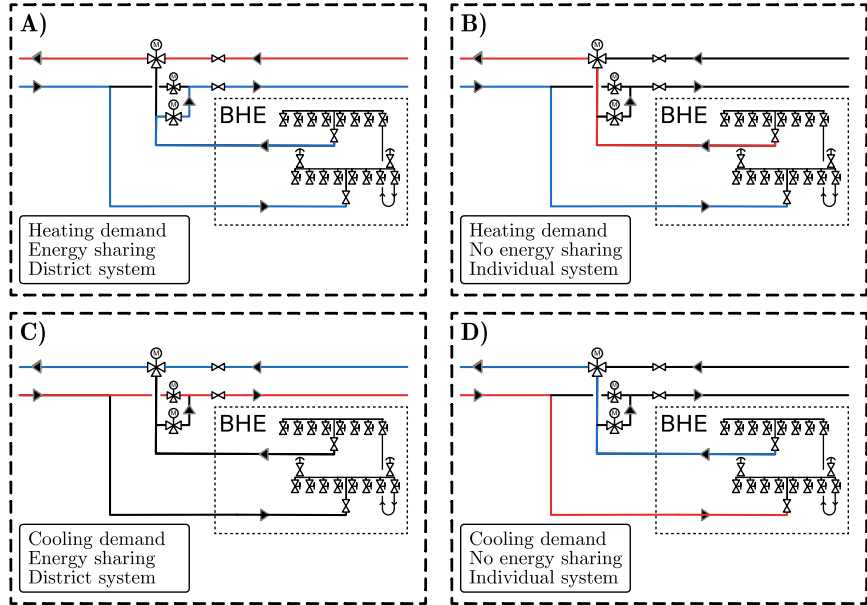 A)
M
M
M
BHE
Heating demand
Energy sharing
District system
B)
M
M
M
BHE
Heating demand
No energy sharing
Individual system
C)
M
M
M
BHE
Cooling demand
Energy sharing
District system
D)
M
M
M
BHE
Cooling demand
No energy sharing
Individual system